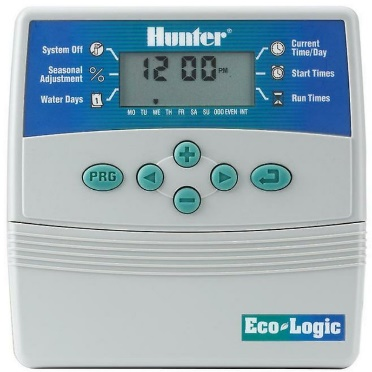 Hunter®
System Off
Seasonal
Adjustment
Water Days
12:00 PM
Current
Time/Day
Start Times
Run Times
MO TU WE TH FR SA SU ODD EVEN INT
PRG
Eco-Logic